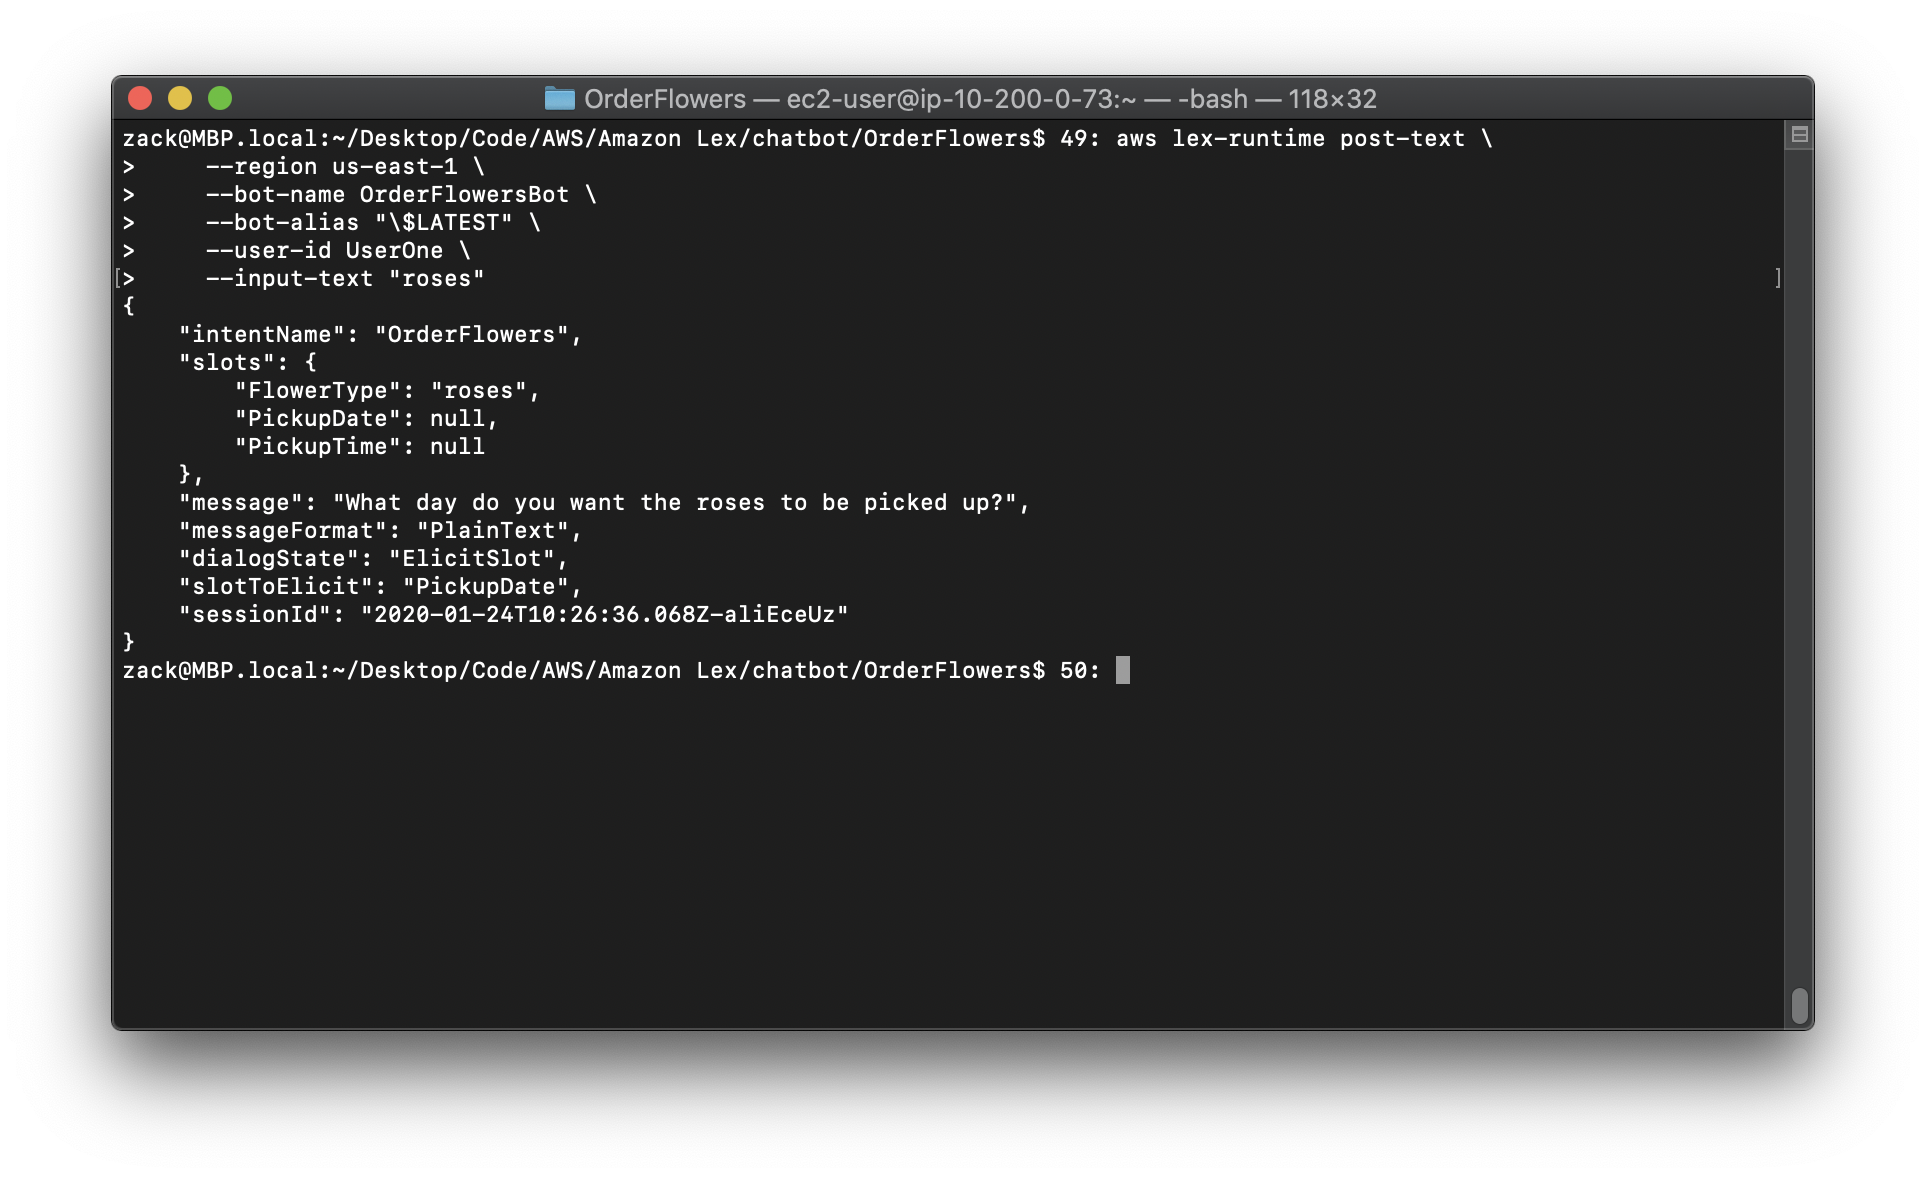 OrderFlowers — ec2-user@ip-10-200-0-73:~ — -bash — 118×32
zack@MBP.local:~/Desktop/Code/AWS/Amazon Lex/chatbot/OrderFlowers$ 49: aws lex-runtime post-text \
>     --region us-east-1 \
>     --bot-name OrderFlowersBot \
>     --bot-alias "\$LATEST" \
>     --user-id UserOne \
[>     --input-text "roses" ]
{
    "intentName": "OrderFlowers",
    "slots": {
        "FlowerType": "roses",
        "PickupDate": null,
        "PickupTime": null
    },
    "message": "What day do you want the roses to be picked up?",
    "messageFormat": "PlainText",
    "dialogState": "ElicitSlot",
    "slotToElicit": "PickupDate",
    "sessionId": "2020-01-24T10:26:36.068Z-aliEceUz"
}
zack@MBP.local:~/Desktop/Code/AWS/Amazon Lex/chatbot/OrderFlowers$ 50: